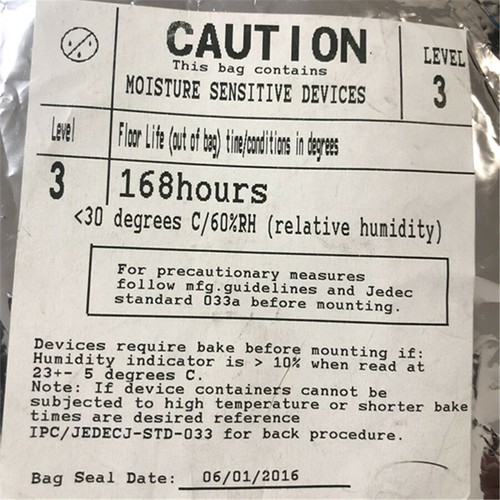 CAUTION
This bag contains
MOISTURE SENSITIVE DEVICES
LEVEL
3
Level
Floor Life (out of bag) time/conditions in degrees
3
168hours
<30 degrees C/60%RH (relative humidity)
For precautionary measures
follow mfg.guidelines and Jedec
standard 033a before mounting.
Devices require bake before mounting if:
Humidity indicator is > 10% when read at
23+- 5 degrees C.
Note: If device containers cannot be
subjected to high temperature or shorter bake
times are desired reference
IPC/JEDECJ-STD-033 for back procedure.
Bag Seal Date: 06/01/2016